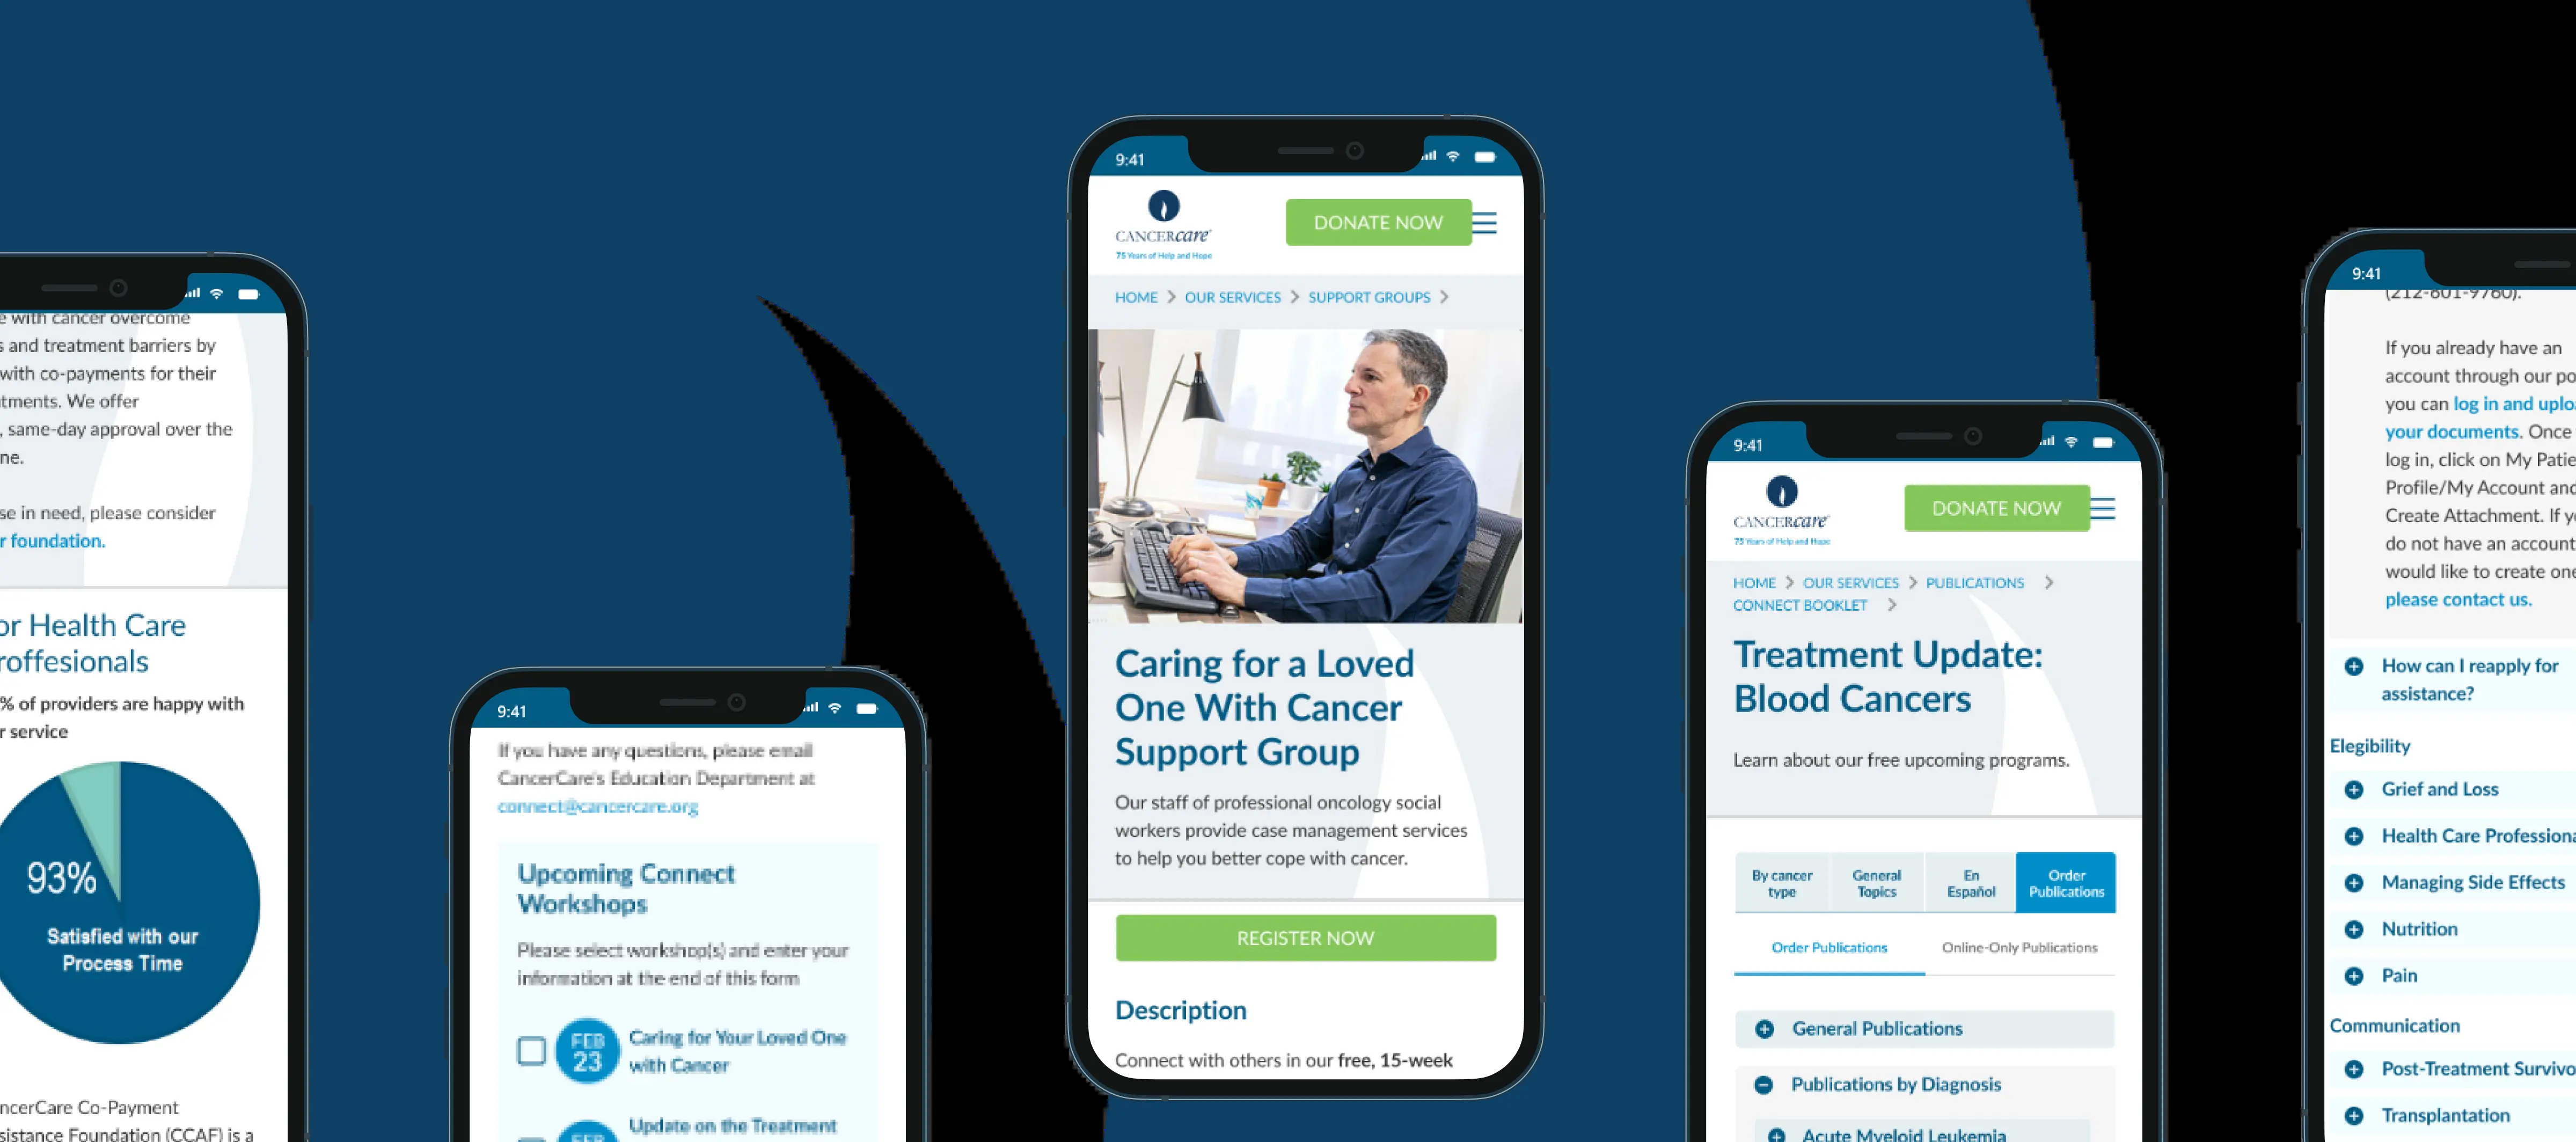 e with cancer overcome
s and treatment barriers by
with co-payments for their
tments. We offer
, same-day approval over the
ne.
se in need, please consider
r foundation.
or Health Care
roffesionals
% of providers are happy with
r service
93%
Satisfied with our
Process Time
ncerCare Co-Payment
sistance Foundation (CCAF) is a
9:41
If you have any questions, please email
CancerCare's Education Department at
connect@cancercare.org
Upcoming Connect
Workshops
Please select workshop(s) and enter your
information at the end of this form
FEB
23
Caring for Your Loved One
with Cancer
FEB
Update on the Treatment
9:41
CANCERcare
75 Years of Help and Hope
DONATE NOW
HOME > OUR SERVICES > SUPPORT GROUPS >
Caring for a Loved
One With Cancer
Support Group
Our staff of professional oncology social
workers provide case management services
to help you better cope with cancer.
REGISTER NOW
Description
Connect with others in our free, 15-week
9:41
CANCERcare
75 Years of Help and Hope
DONATE NOW
HOME > OUR SERVICES > PUBLICATIONS >
CONNECT BOOKLET >
Treatment Update:
Blood Cancers
Learn about our free upcoming programs.
By cancer
type
General
Topics
En
Español
Order
Publications
Order Publications
Online-Only Publications
General Publications
Publications by Diagnosis
Acute Myeloid Leukemia
9:41
(212-601-9760).
If you already have an
account through our po
you can log in and uplo
your documents. Once
log in, click on My Patie
Profile/My Account and
Create Attachment. If y
do not have an account
would like to create one
please contact us.
How can I reapply for
assistance?
Elegibility
Grief and Loss
Health Care Professiona
Managing Side Effects
Nutrition
Pain
Communication
Post-Treatment Survivo
Transplantation